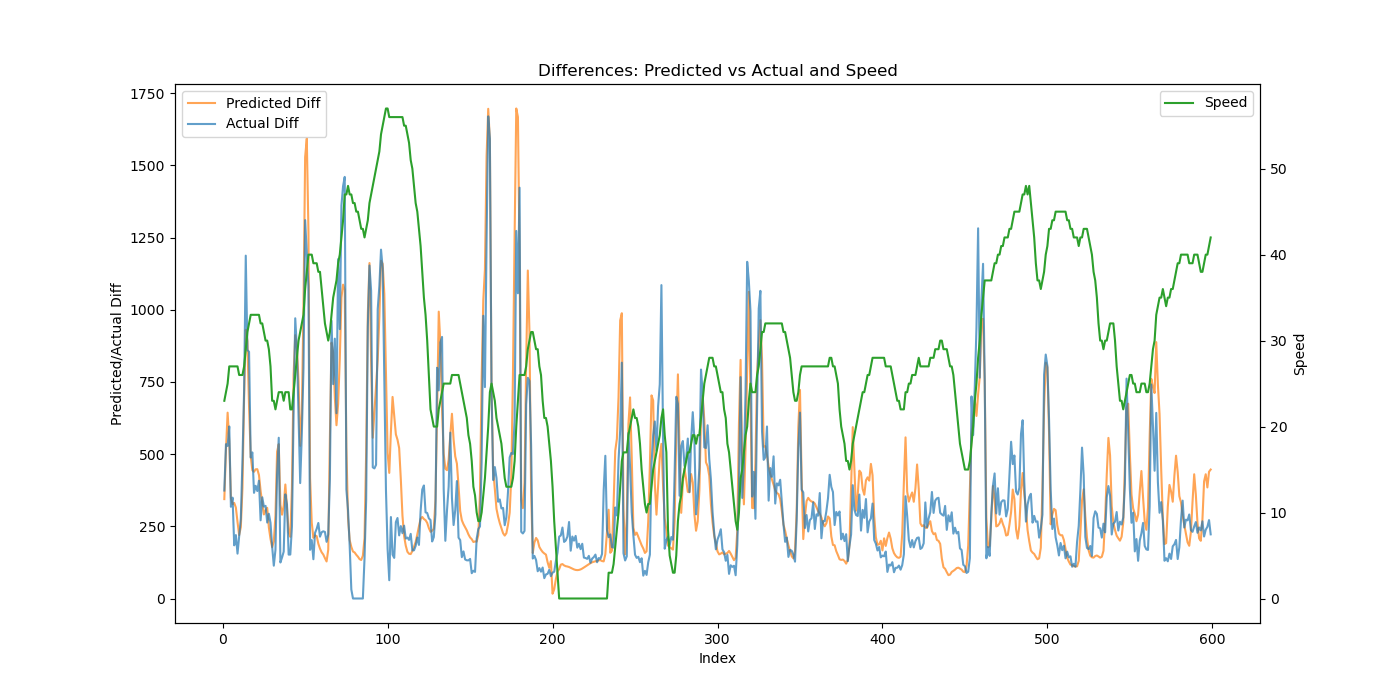 Differences: Predicted vs Actual and Speed
Predicted Diff
Actual Diff
Speed
1750
1500
1250
1000
750
500
250
0
Predicted/Actual Diff
50
40
30
20
10
0
Speed
0 100 200 300 400 500 600
Index